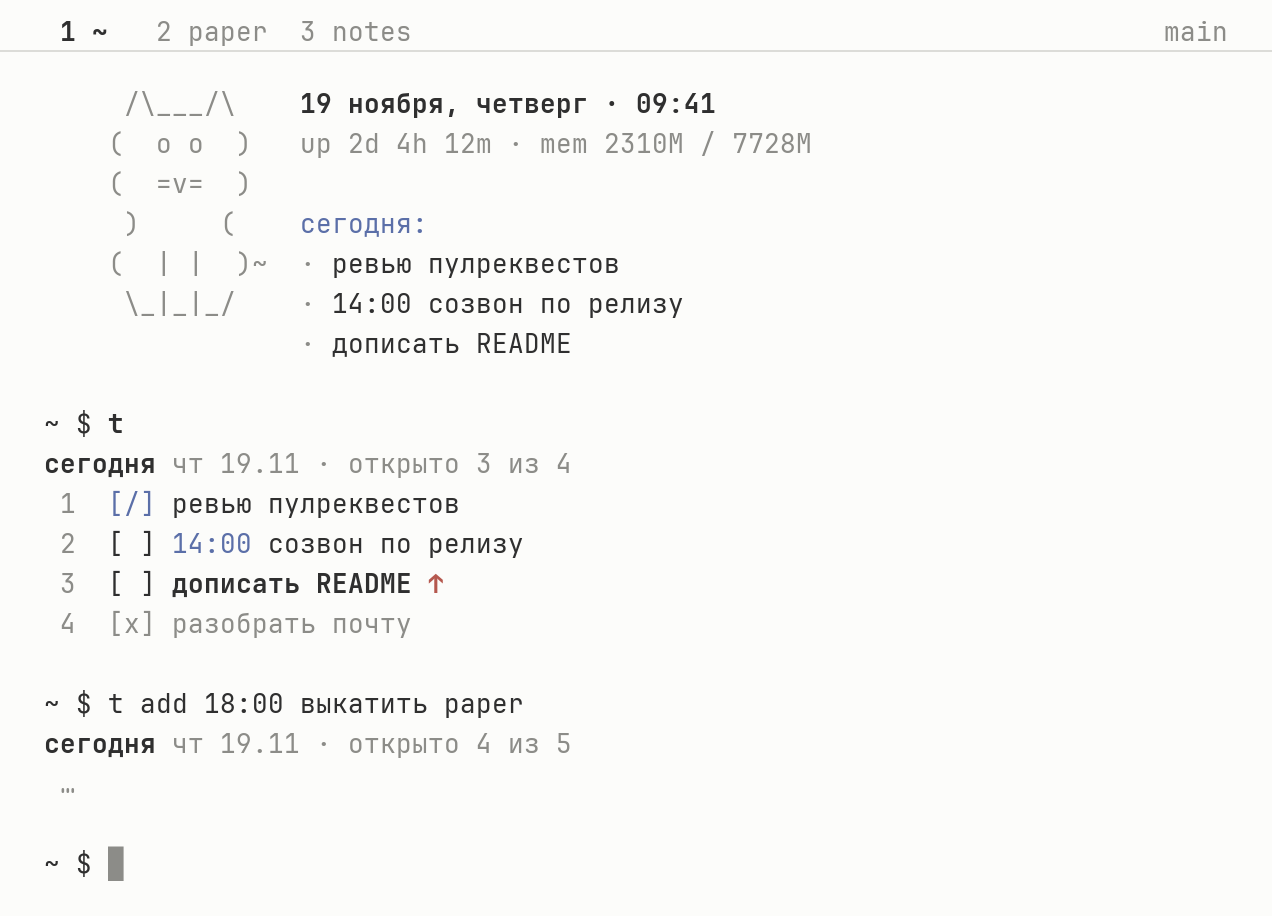 1 ~   2 paper  3 notes                                               main
     /\___/\    19 ноября, четверг · 09:41
    (  o o  )   up 2d 4h 12m · mem 2310M / 7728M
    (  =v=  )
     )     (    сегодня:
    (  | |  )~  · ревью пулреквестов
     \_|_|_/    · 14:00 созвон по релизу
                · дописать README
~ $ t
сегодня чт 19.11 · открыто 3 из 4
 1  [/] ревью пулреквестов
 2  [ ] 14:00 созвон по релизу
 3  [ ] дописать README ↑
 4  [x] разобрать почту
~ $ t add 18:00 выкатить paper
сегодня чт 19.11 · открыто 4 из 5
 …
~ $